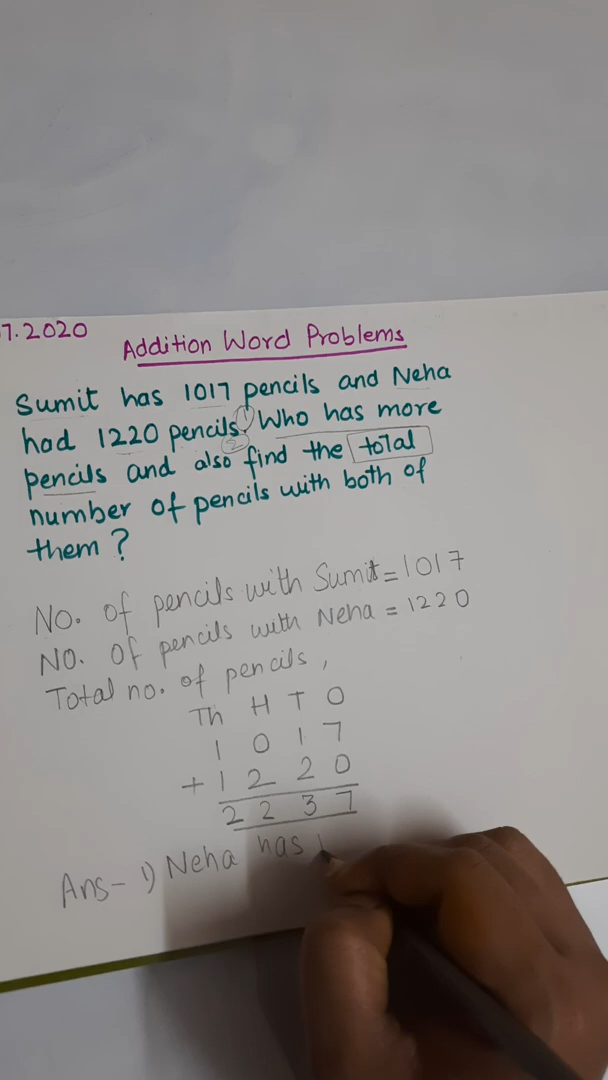 7.2020
Addition Word Problems
Sumit has 1017 pencils and Neha
had 1220 pencils. 1) Who has more
2) pencils and also find the total
number of pencils with both of
them ?
No. of pencils with Sumit = 1017
No. of pencils with Neha = 1220
Total no. of pencils,
Th H T O
1 0 1 7
+ 1 2 2 0
2 2 3 7
Ans- 1) Neha has